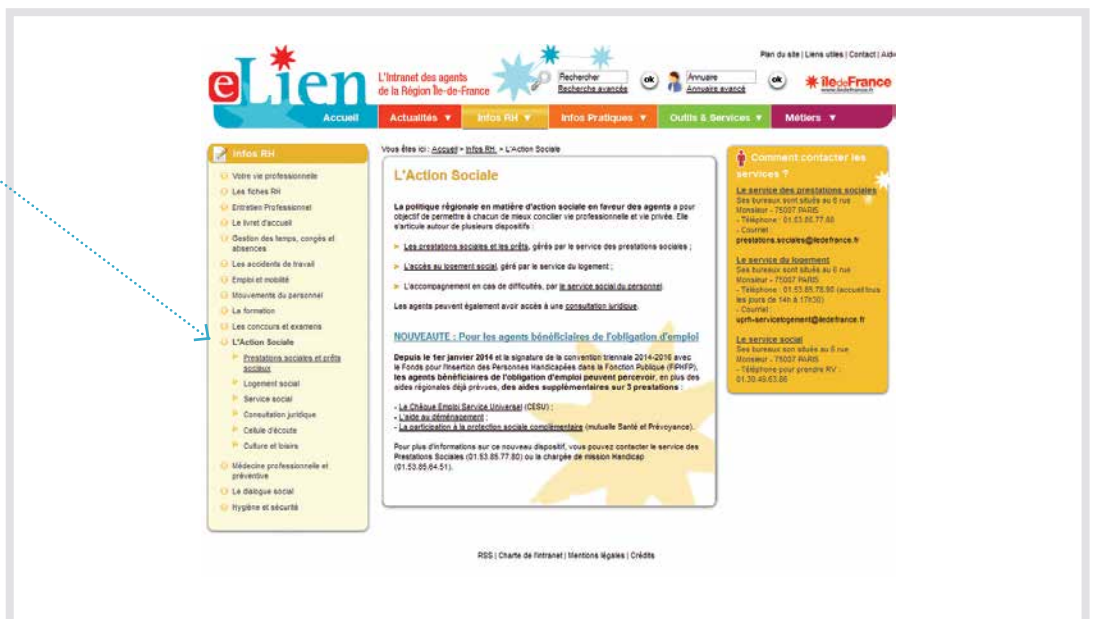 Plan du site | Liens utiles | Contact | Aide
eLien
L'Intranet des agents
de la Région Île-de-France
Rechercher
ok
Annuaire
ok
Recherche avancée
Annuaire avancé
îledeFrance
www.iledefrance.fr
Accueil
Actualités
Infos RH
Infos Pratiques
Outils & Services
Métiers
Infos RH
Votre vie professionnelle
Les fiches RH
Entretien Professionnel
Le livret d'accueil
Gestion des temps, congés et
absences
Les accidents de travail
Emploi et mobilité
Mouvements du personnel
La formation
Les concours et examens
L'Action Sociale
Prestations sociales et prêts
sociaux
Logement social
Service social
Consultation juridique
Cellule d'écoute
Culture et loisirs
Médecine professionnelle et
préventive
Le dialogue social
Hygiène et sécurité
Vous êtes ici : Accueil > Infos RH > L'Action Sociale
L'Action Sociale
La politique régionale en matière d'action sociale en faveur des agents a pour
objectif de permettre à chacun de mieux concilier vie professionnelle et vie privée. Elle
s'articule autour de plusieurs dispositifs :
Les prestations sociales et les prêts, gérés par le service des prestations sociales ;
L'accès au logement social, géré par le service du logement ;
L'accompagnement en cas de difficultés, par le service social du personnel.
Les agents peuvent également avoir accès à une consultation juridique.
NOUVEAUTE : Pour les agents bénéficiaires de l'obligation d'emploi
Depuis le 1er janvier 2014 et la signature de la convention triennale 2014-2016 avec
le Fonds pour l'Insertion des Personnes Handicapées dans la Fonction Publique (FIPHFP),
les agents bénéficiaires de l'obligation d'emploi peuvent percevoir, en plus des
aides régionales déjà prévues, des aides supplémentaires sur 3 prestations :
- Le Chèque Emploi Service Universel (CESU) ;
- L'aide au déménagement ;
- La participation à la protection sociale complémentaire (mutuelle Santé et Prévoyance).
Pour plus d'informations sur ce nouveau dispositif, vous pouvez contacter le service des
Prestations Sociales (01.53.85.77.80) ou la chargée de mission Handicap
(01.53.85.64.51).
Comment contacter les
services ?
Le service des prestations sociales
Ses bureaux sont situés au 6 rue
Monsieur - 75007 PARIS
- Téléphone : 01.53.85.77.88
- Courriel :
prestations.sociales@iledefrance.fr
Le service du logement
Ses bureaux sont situés au 6 rue
Monsieur - 75007 PARIS
- Téléphone : 01.53.85.78.90 (accueil tous
les jours de 14h à 17h30)
- Courriel :
uprh-servicelogement@iledefrance.fr
Le service social
Ses bureaux son situés au 6 rue
Monsieur - 75007 PARIS
- Téléphone pour prendre RV :
01.30.49.63.86
RSS | Charte de l'intranet | Mentions légales | Crédits